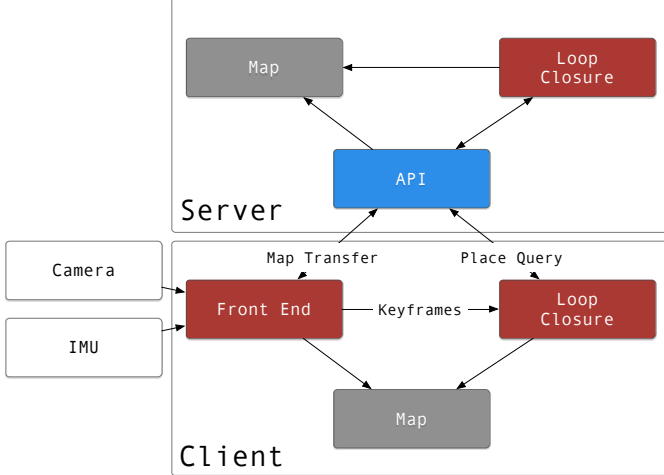 Map
Loop
Closure
API
Server
Map Transfer
Place Query
Camera
Front End
Keyframes
Loop
Closure
IMU
Map
Client